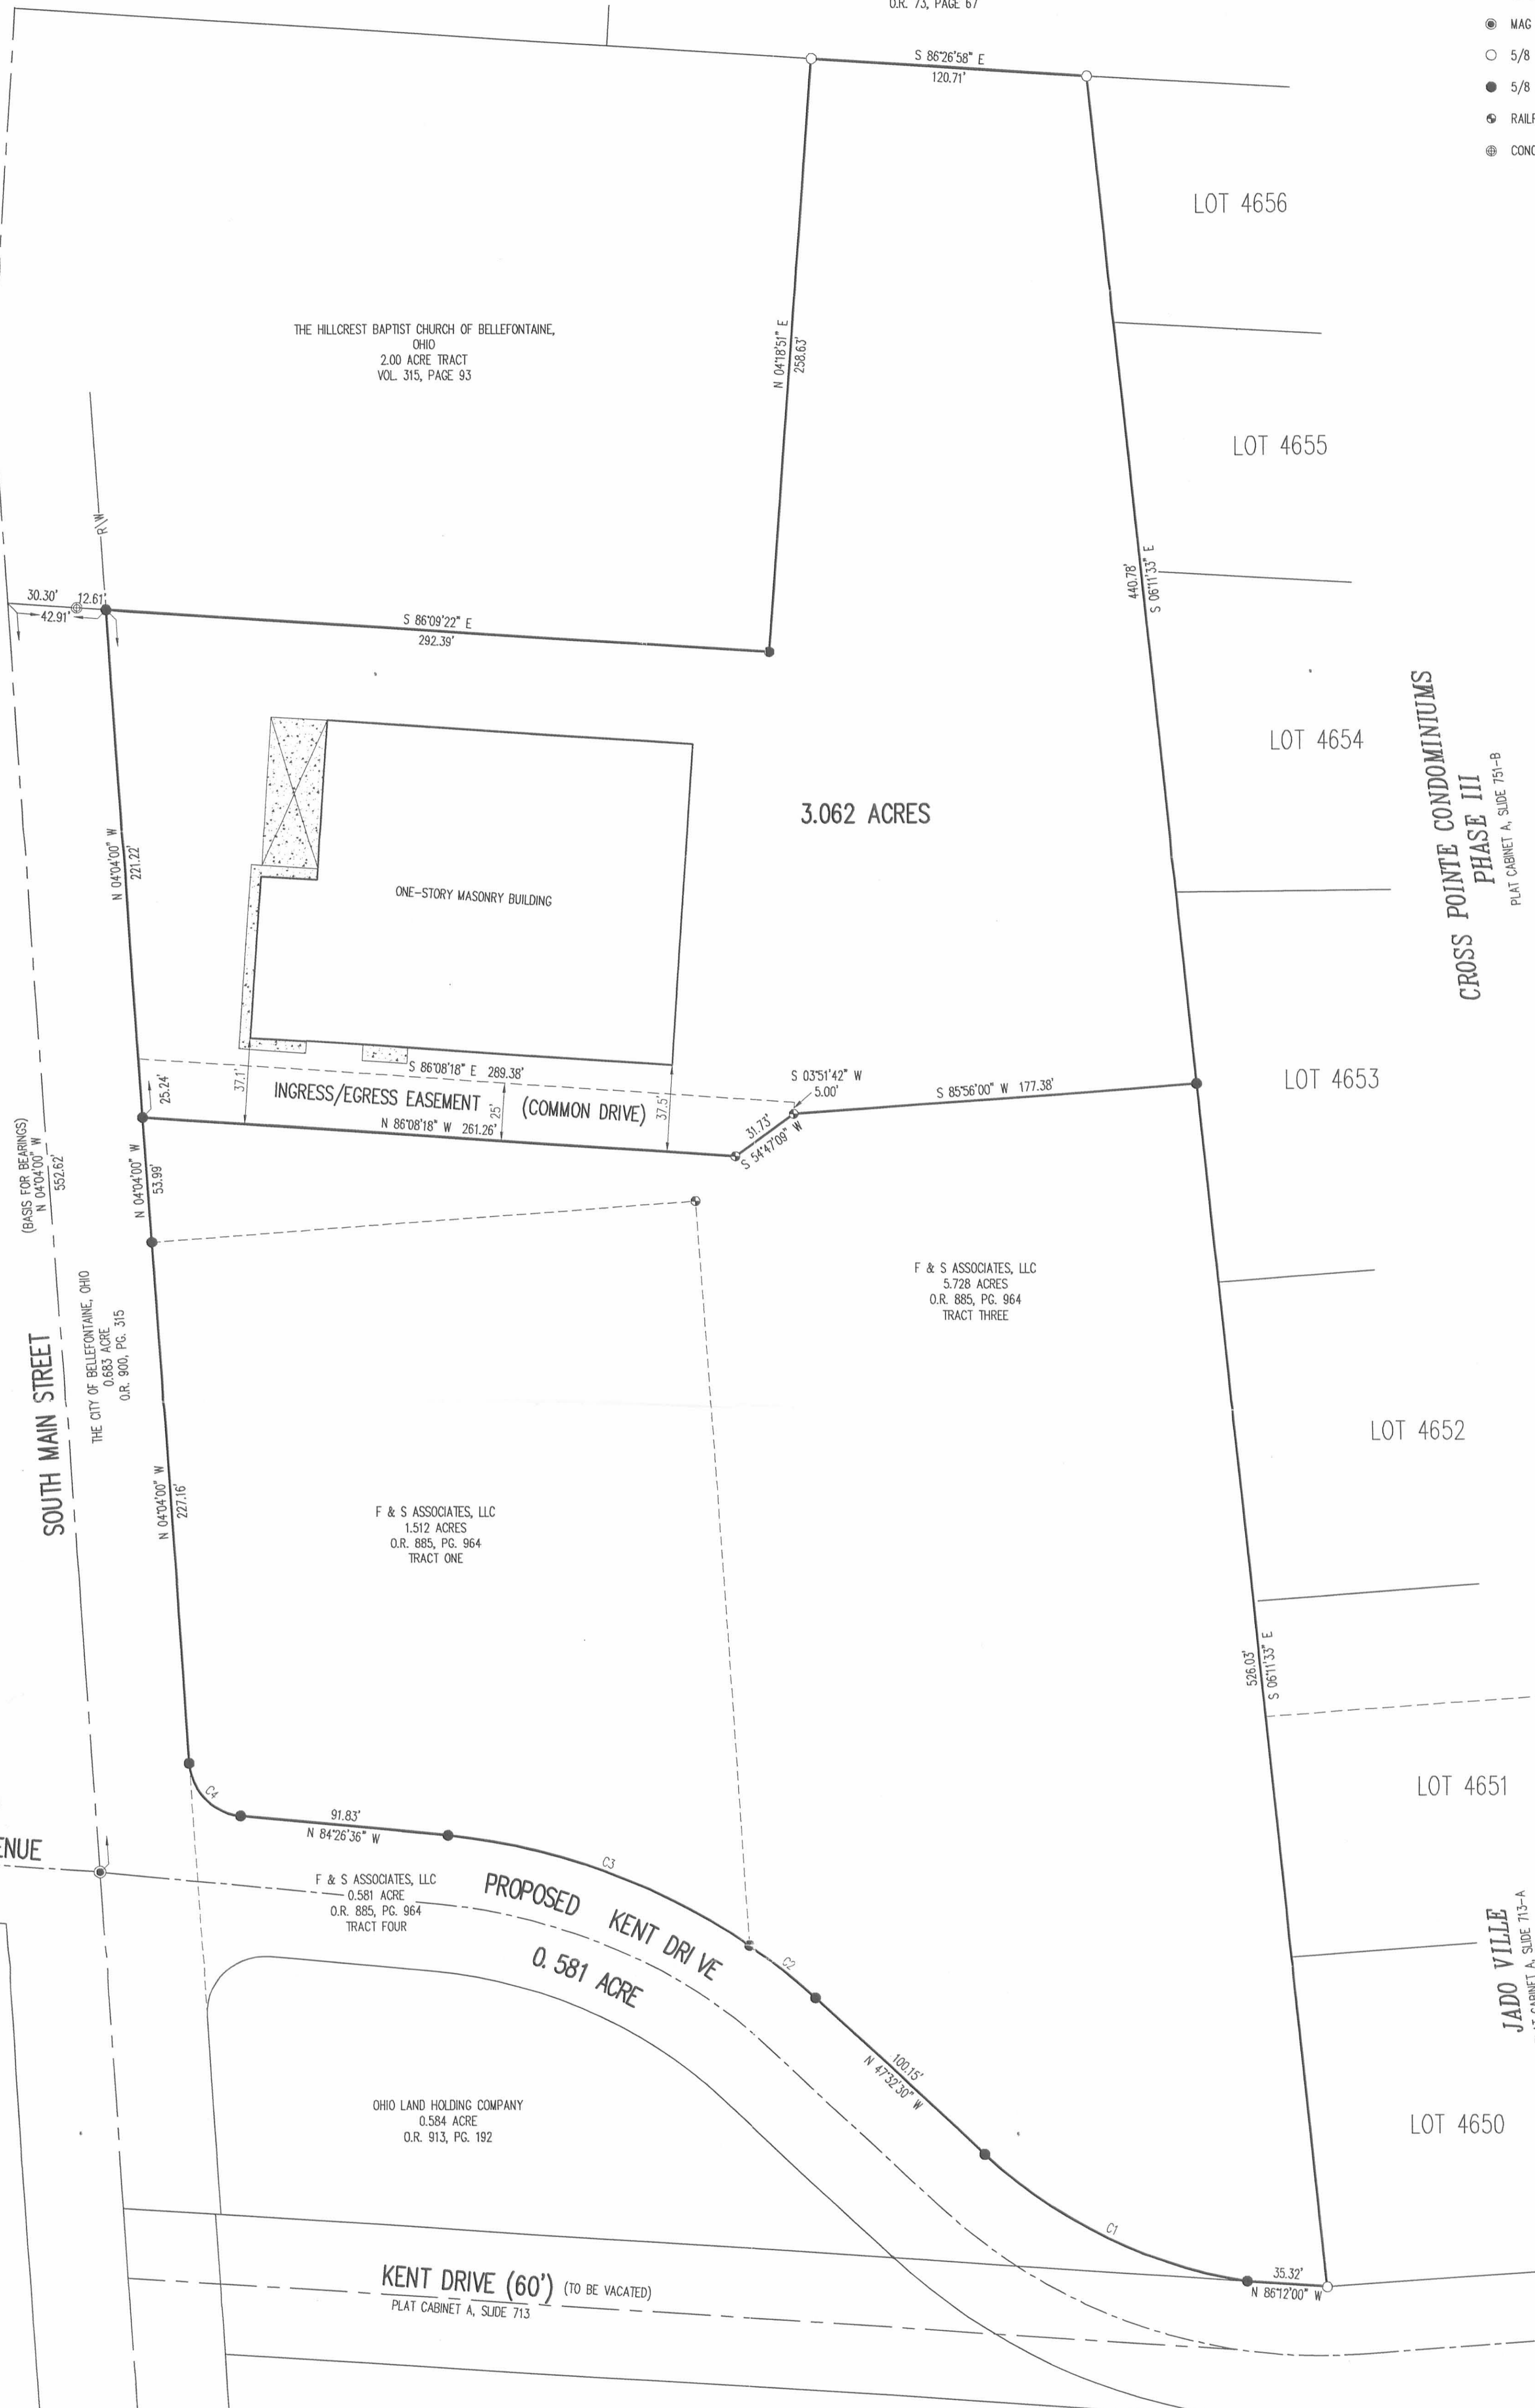 O.R. 73, PAGE 67
MAG
5/8
5/8
CONC
S 86°26'58" E
120.71'
LOT 4656
THE HILLCREST BAPTIST CHURCH OF BELLEFONTAINE,
OHIO
2.00 ACRE TRACT
VOL. 315, PAGE 93
N 04°18'51" E
258.63'
LOT 4655
R\W
440.78'
S 06°11'33" E
30.30'
12.61'
42.91'
S 86°09'22" E
292.39'
LOT 4654
CROSS POINTE CONDOMINIUMS
PHASE III
PLAT CABINET A, SLIDE 751-B
3.062 ACRES
N 04°04'00" W
221.22'
ONE-STORY MASONRY BUILDING
S 86°08'18" E 289.38'
S 03°51'42" W
5.00'
S 85°56'00" W 177.38'
LOT 4653
25.24'
37.1'
INGRESS/EGRESS EASEMENT
25'
(COMMON DRIVE)
37.5'
N 86°08'18" W 261.26'
31.73'
S 54°47'09" W
(BASIS FOR BEARINGS)
N 04°04'00" W
552.62'
N 04°04'00" W
53.99'
F & S ASSOCIATES, LLC
5.728 ACRES
O.R. 885, PG. 964
TRACT THREE
SOUTH MAIN STREET
THE CITY OF BELLEFONTAINE, OHIO
0.683 ACRE
O.R. 900, PG. 315
LOT 4652
N 04°04'00" W
227.16'
F & S ASSOCIATES, LLC
1.512 ACRES
O.R. 885, PG. 964
TRACT ONE
526.03'
S 06°11'33" E
LOT 4651
C4
91.83'
N 84°26'36" W
ENUE
C3
F & S ASSOCIATES, LLC
0.581 ACRE
O.R. 885, PG. 964
TRACT FOUR
PROPOSED KENT DRIVE
0.581 ACRE
C2
JADO VILLE
CABINET A, SLIDE 713-A
100.15'
N 47°32'30" W
OHIO LAND HOLDING COMPANY
0.584 ACRE
O.R. 913, PG. 192
LOT 4650
C1
35.32'
N 86°12'00" W
KENT DRIVE (60') (TO BE VACATED)
PLAT CABINET A, SLIDE 713